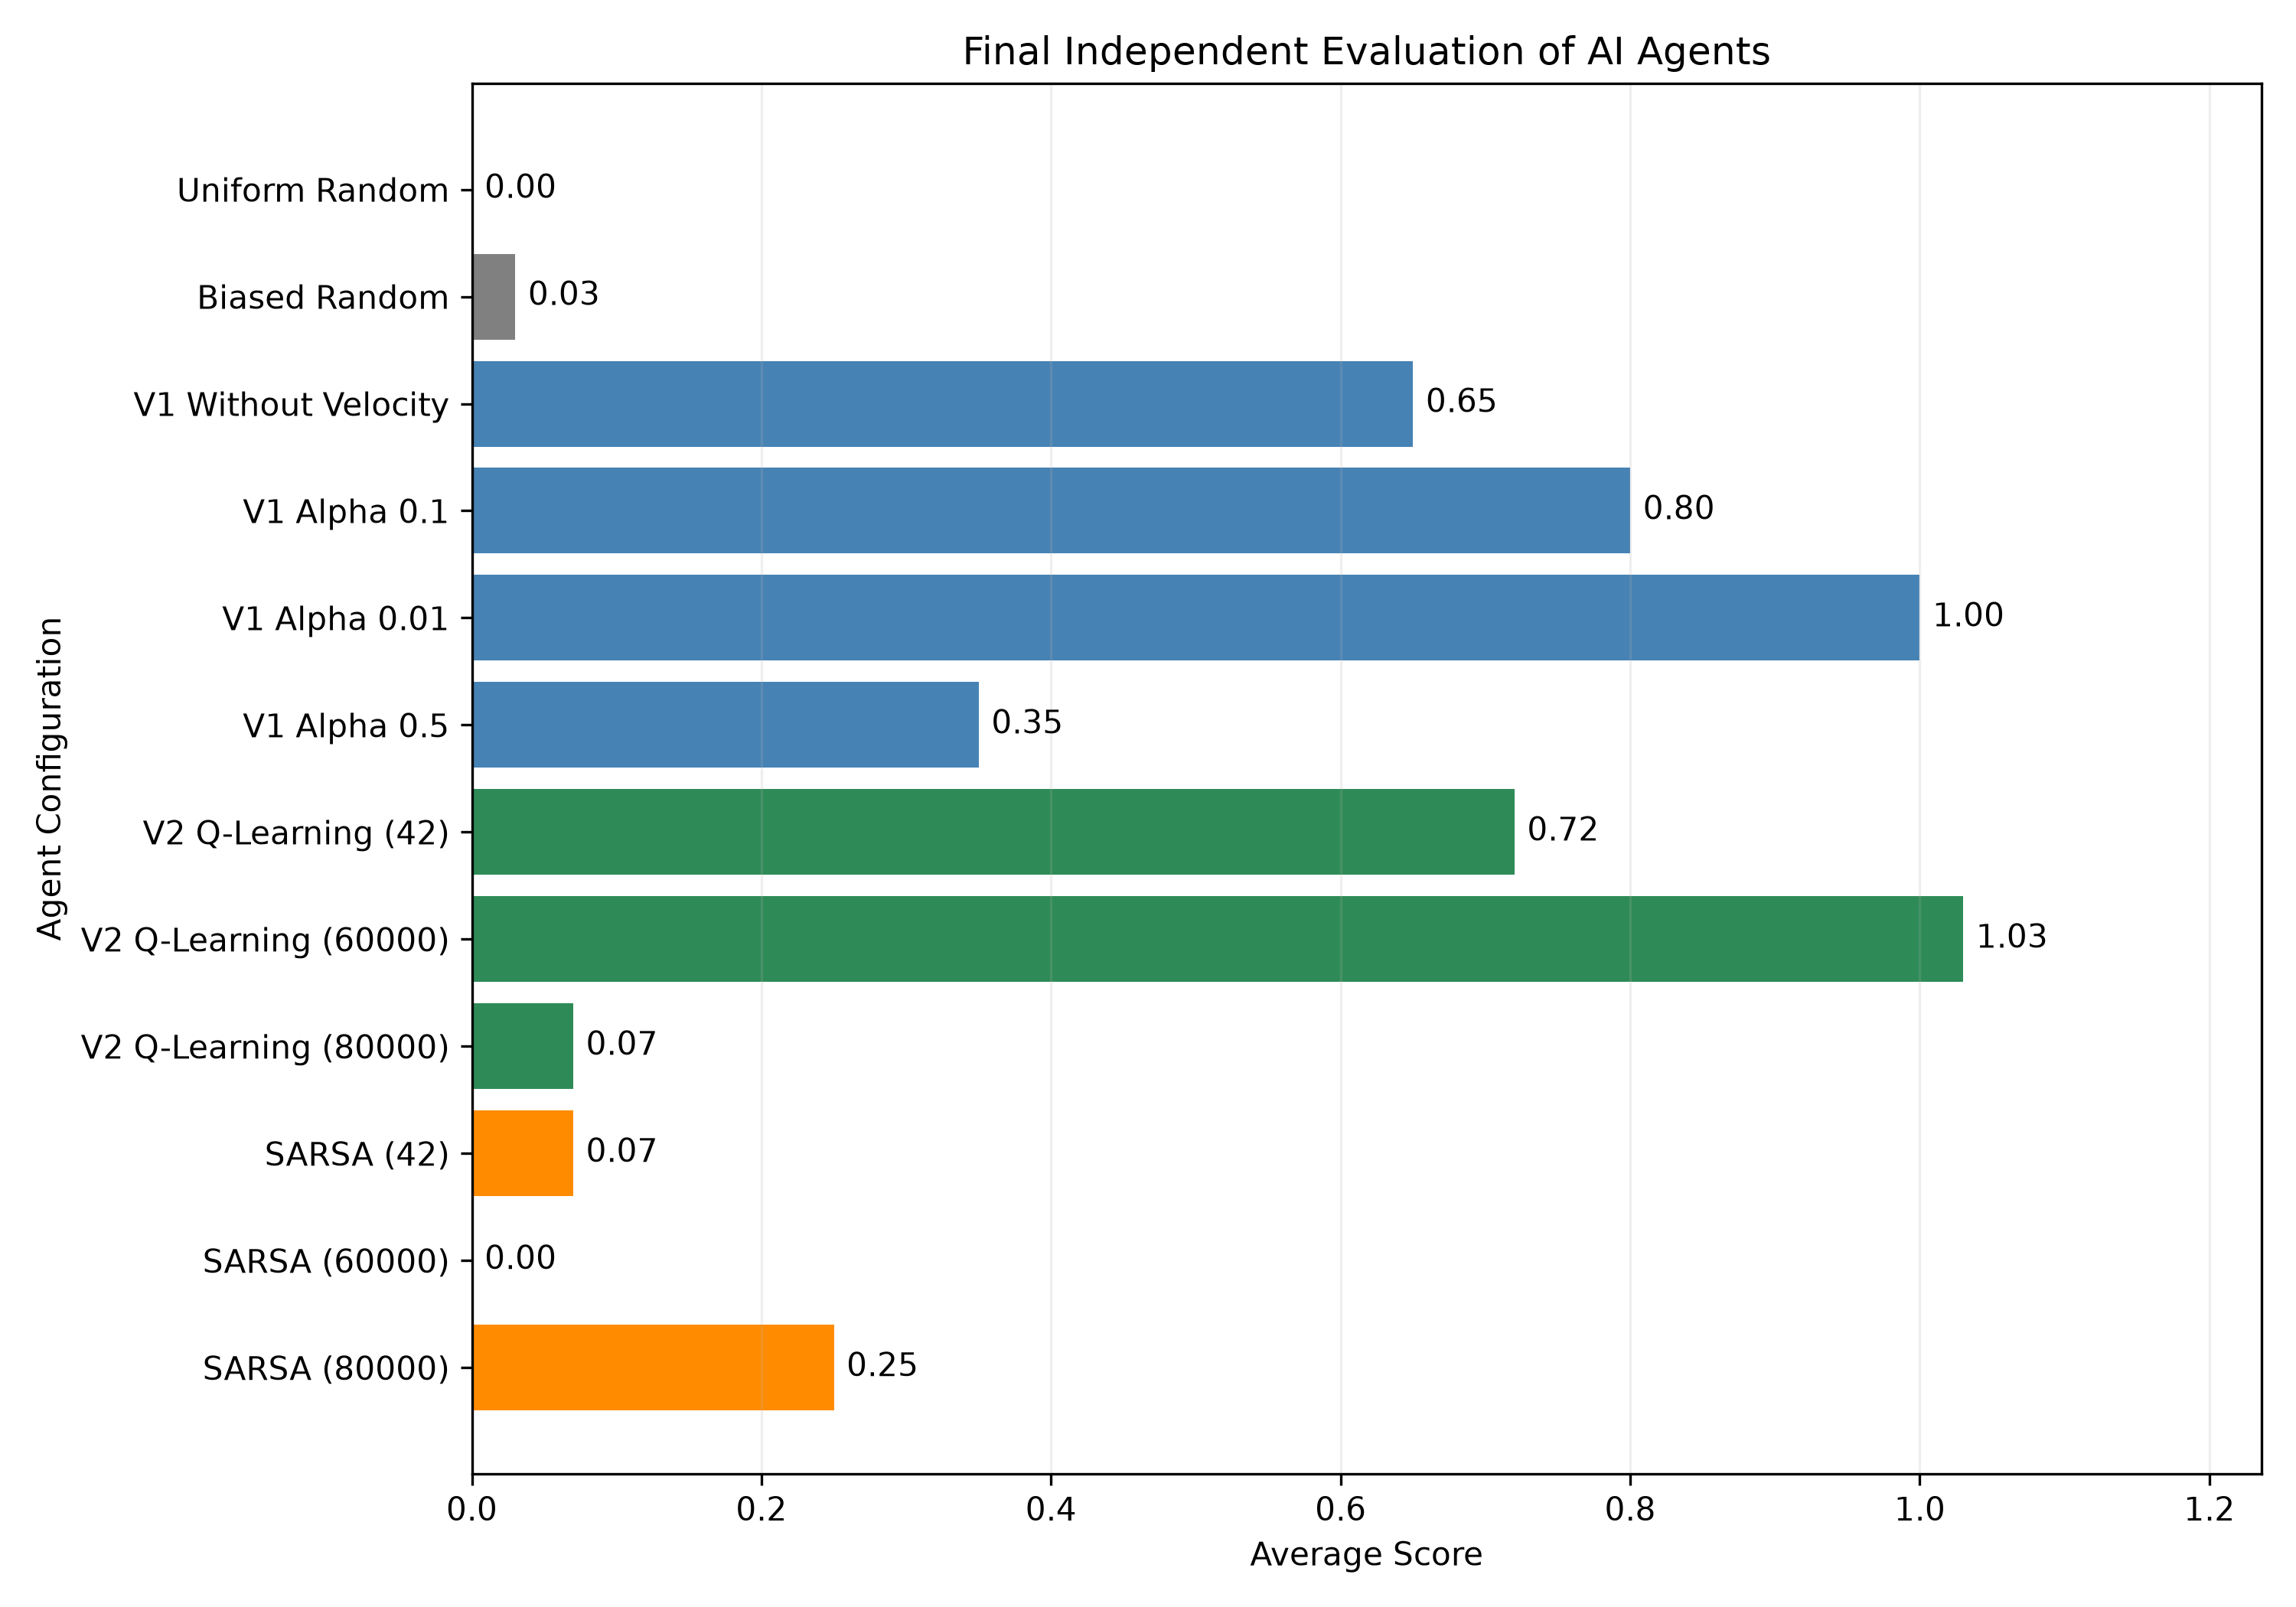 Final Independent Evaluation of AI Agents
Agent Configuration
Uniform Random 0.00
Biased Random 0.03
V1 Without Velocity 0.65
V1 Alpha 0.1 0.80
V1 Alpha 0.01 1.00
V1 Alpha 0.5 0.35
V2 Q-Learning (42) 0.72
V2 Q-Learning (60000) 1.03
V2 Q-Learning (80000) 0.07
SARSA (42) 0.07
SARSA (60000) 0.00
SARSA (80000) 0.25
0.0 0.2 0.4 0.6 0.8 1.0 1.2
Average Score